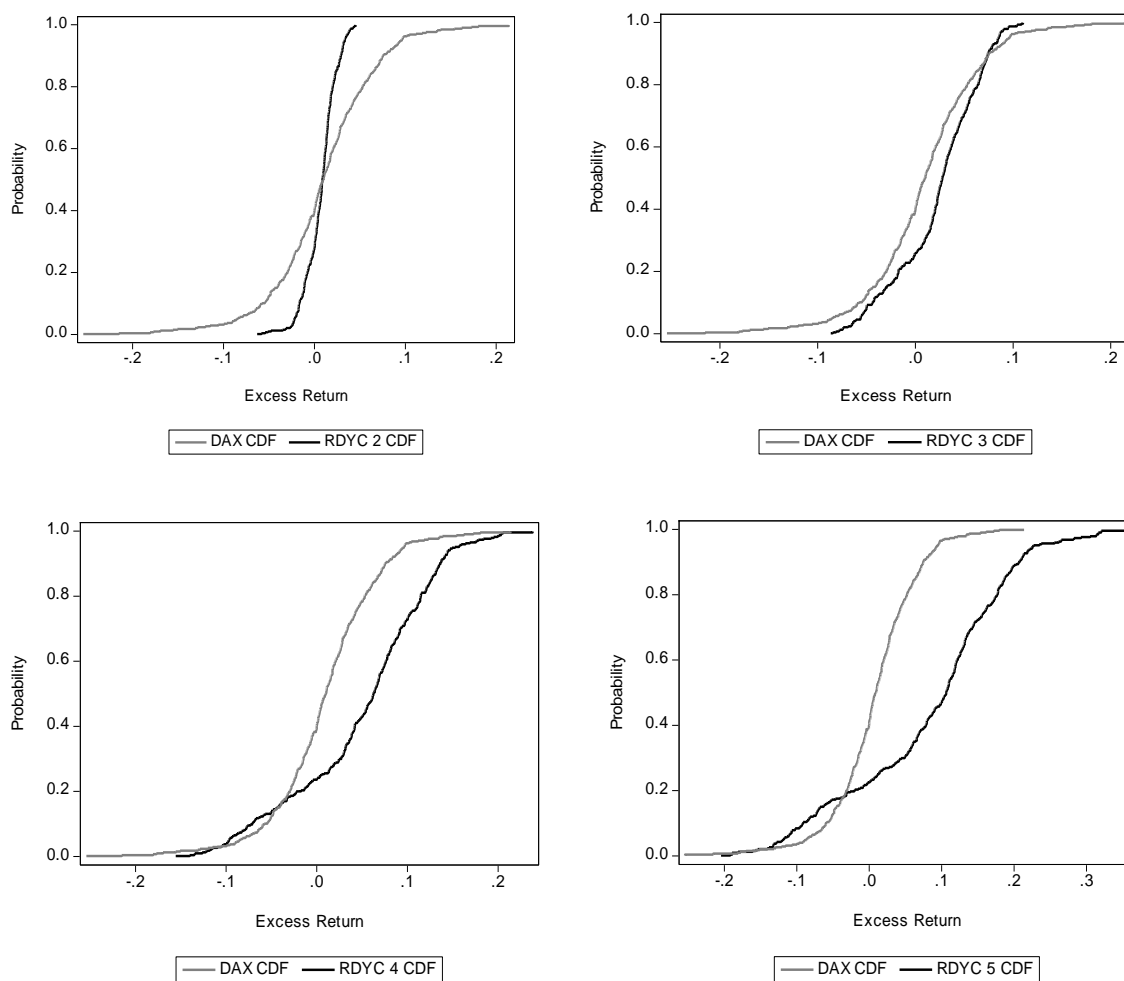 1.0
0.8
0.6
0.4
0.2
0.0
Probability
-.2 -.1 .0 .1 .2
Excess Return
DAX CDF RDYC 2 CDF
1.0
0.8
0.6
0.4
0.2
0.0
Probability
-.2 -.1 .0 .1 .2
Excess Return
DAX CDF RDYC 3 CDF
1.0
0.8
0.6
0.4
0.2
0.0
Probability
-.2 -.1 .0 .1 .2
Excess Return
DAX CDF RDYC 4 CDF
1.0
0.8
0.6
0.4
0.2
0.0
Probability
-.2 -.1 .0 .1 .2 .3
Excess Return
DAX CDF RDYC 5 CDF